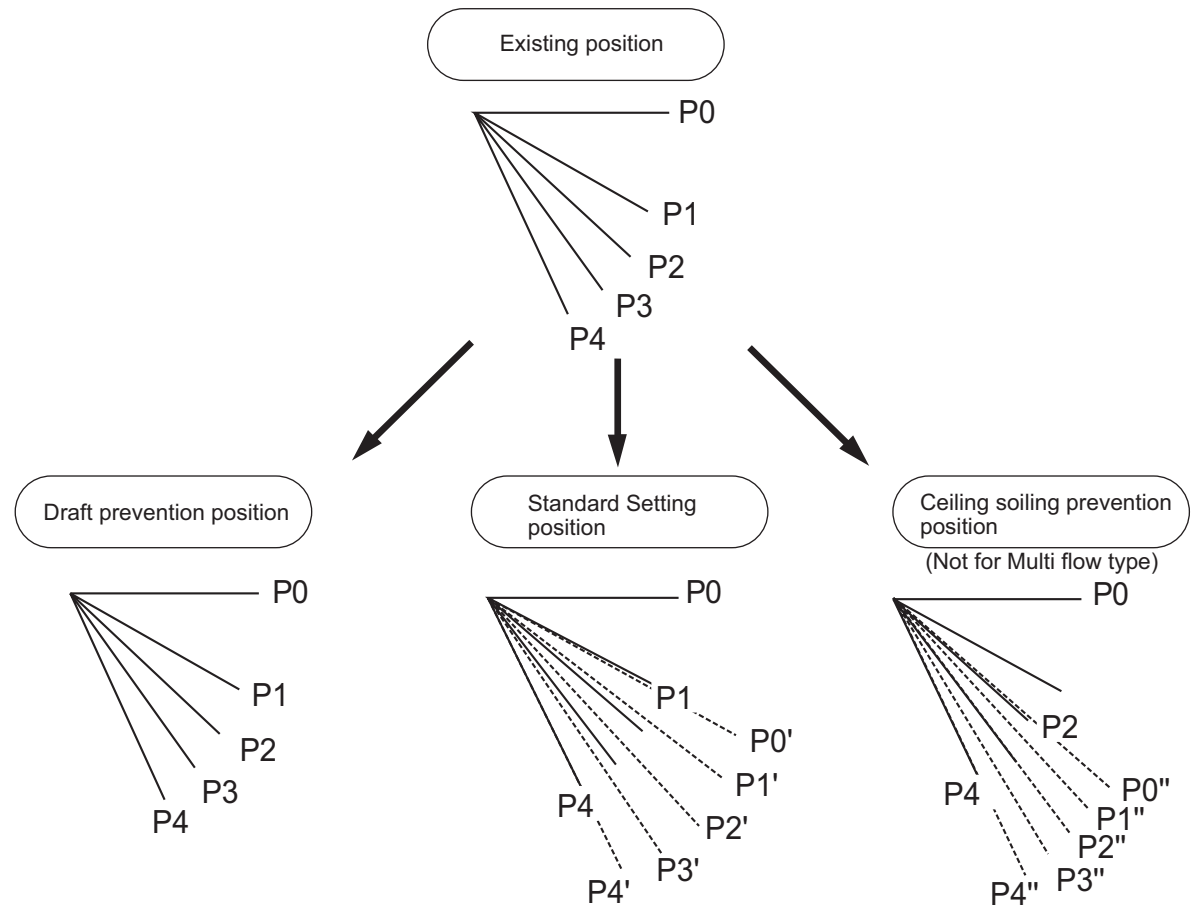 Existing position
P0
P1
P2
P3
P4
Draft prevention position
P0
P1
P2
P3
P4
Standard Setting
position
P0
P1
P0'
P1'
P4
P2'
P3'
P4'
Ceiling soiling prevention
position
(Not for Multi flow type)
P0
P2
P0"
P4
P1"
P2"
P3"
P4"